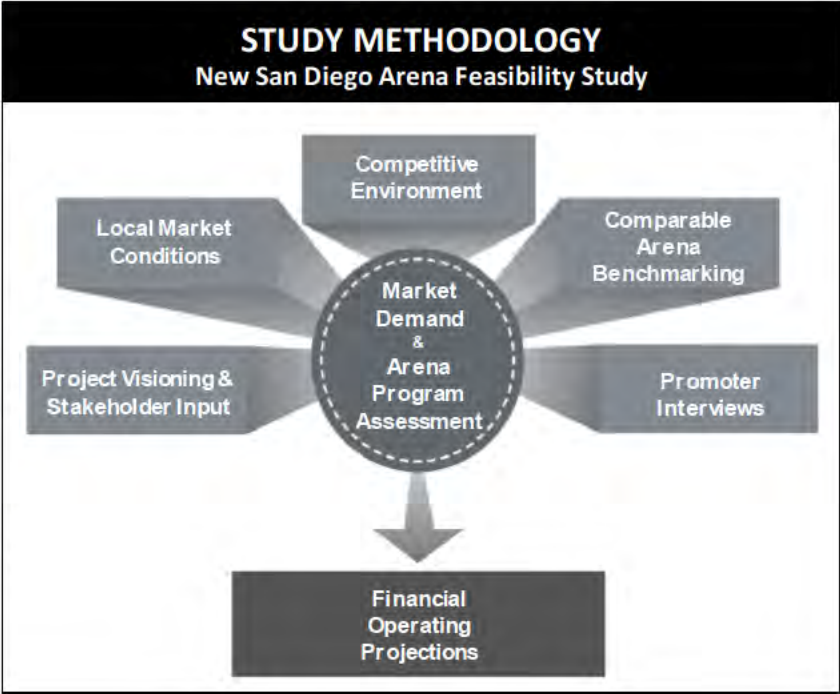 STUDY METHODOLOGY
New San Diego Arena Feasibility Study
Competitive
Environment
Local Market
Conditions
Comparable
Arena
Benchmarking
Project Visioning &
Stakeholder Input
Market
Demand
&
Arena
Program
Assessment
Promoter
Interviews
Financial
Operating
Projections